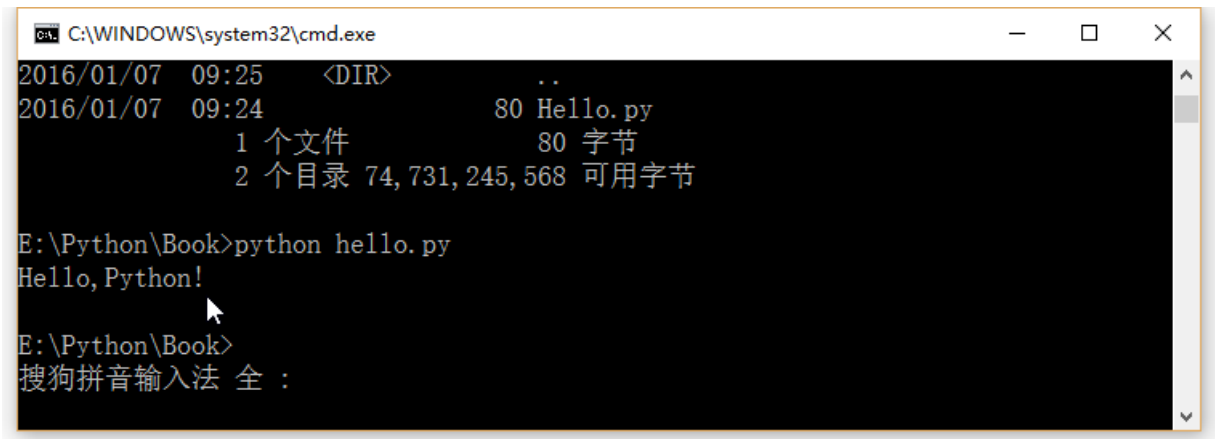 C:\WINDOWS\system32\cmd.exe
2016/01/07  09:25    <DIR>          ..
2016/01/07  09:24                80 Hello.py
1 个文件             80 字节
2 个目录 74,731,245,568 可用字节
E:\Python\Book>python hello.py
Hello,Python!
E:\Python\Book>
搜狗拼音输入法 全 :